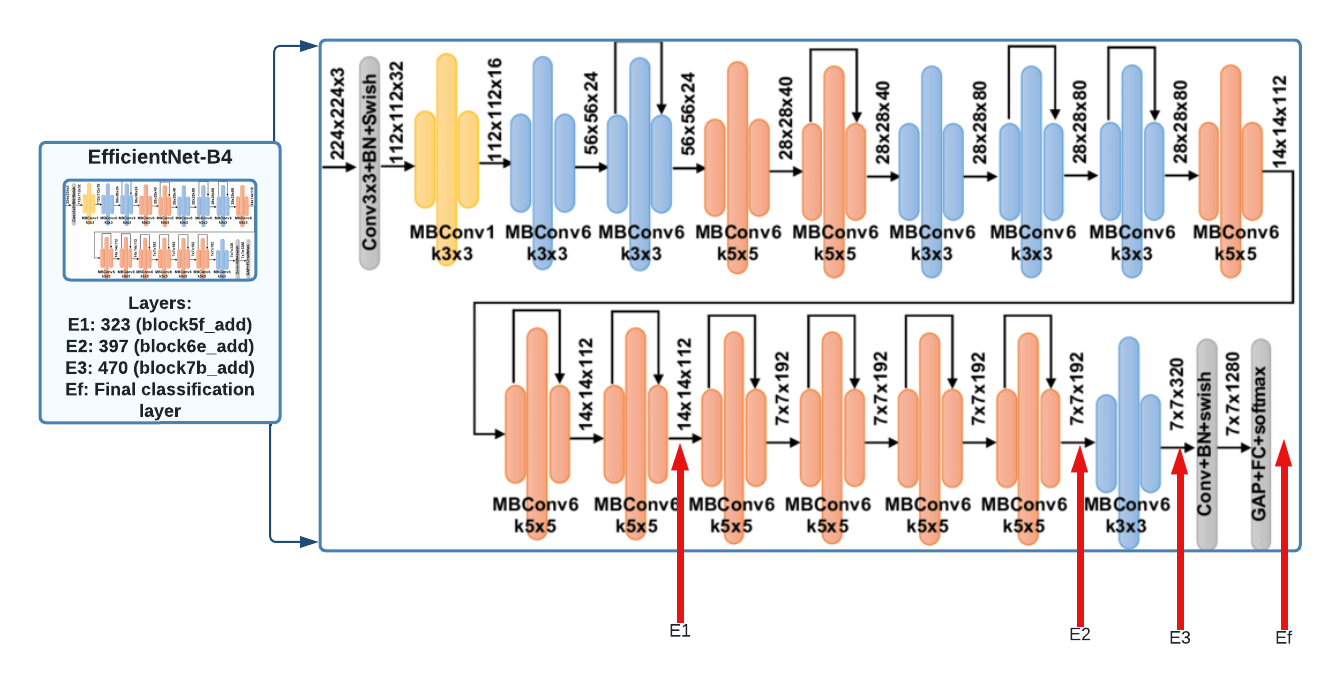 EfficientNet-B4
Layers:
E1: 323 (block5f_add)
E2: 397 (block6e_add)
E3: 470 (block7b_add)
Ef: Final classification
layer
224x224x3
Conv3x3+BN+Swish
112x112x32
MBConv1
k3x3
112x112x16
MBConv6
k3x3
56x56x24
MBConv6
k3x3
56x56x24
MBConv6
k5x5
28x28x40
MBConv6
k5x5
28x28x40
MBConv6
k3x3
28x28x80
MBConv6
k3x3
28x28x80
MBConv6
k3x3
28x28x80
MBConv6
k5x5
14x14x112
MBConv6
k5x5
14x14x112
MBConv6
k5x5
14x14x112
MBConv6
k5x5
7x7x192
MBConv6
k5x5
7x7x192
MBConv6
k5x5
7x7x192
MBConv6
k5x5
7x7x192
MBConv6
k3x3
7x7x320
Conv+BN+swish
7x7x1280
GAP+FC+softmax
E1
E2
E3
Ef